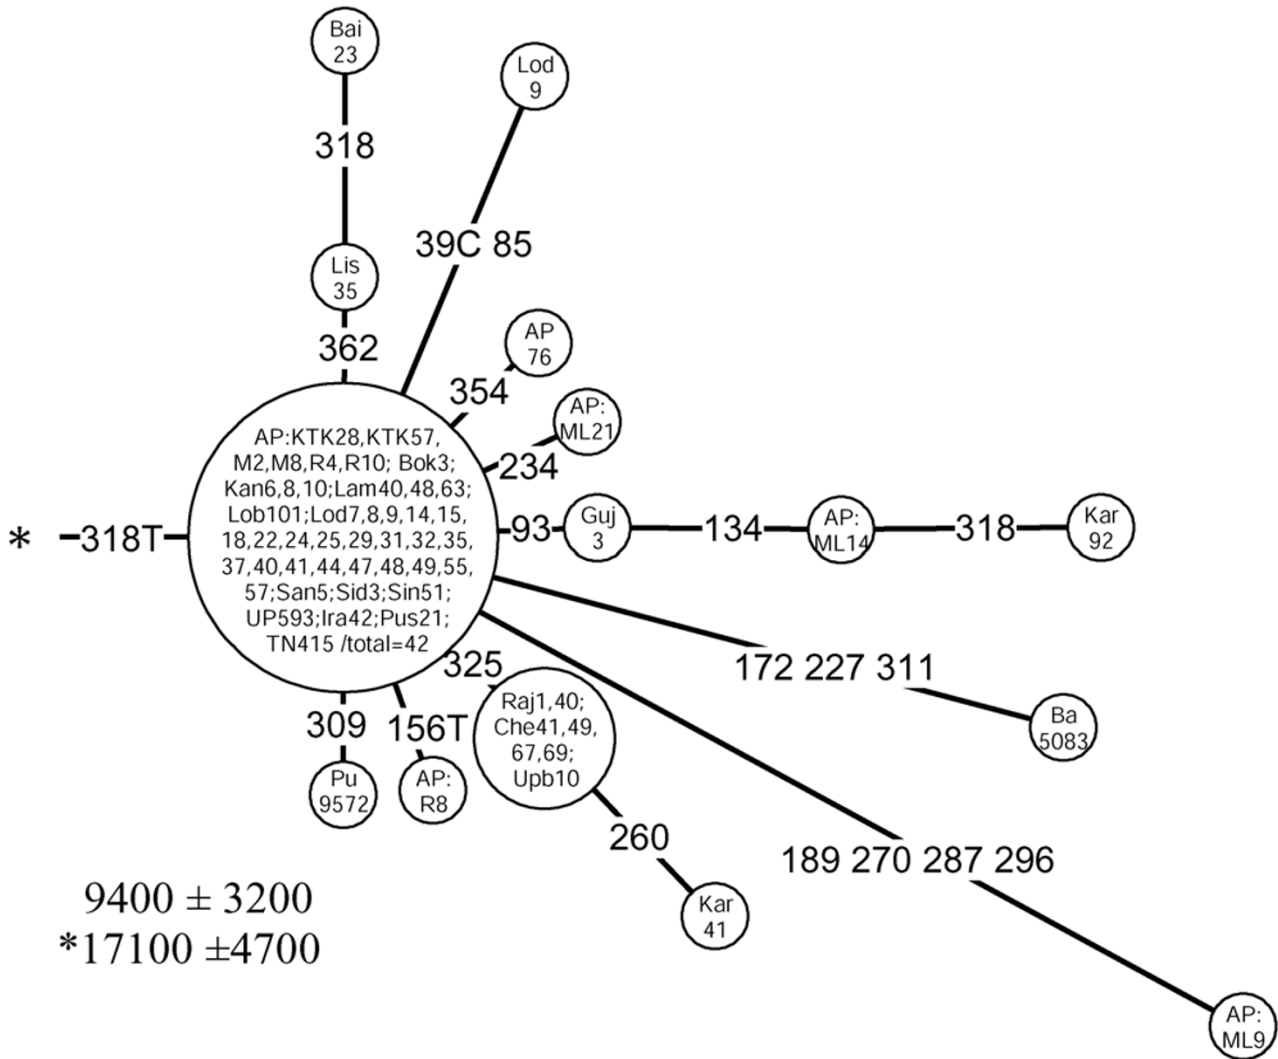 Bai
23
Lod
9
318
39C 85
Lis
35
362
AP
76
354
AP:
ML21
234
AP:KTK28,KTK57,
M2,M8,R4,R10; Bok3;
Kan6,8,10;Lam40,48,63;
Lob101;Lod7,8,9,14,15,
18,22,24,25,29,31,32,35,
37,40,41,44,47,48,49,55,
57;San5;Sid3;Sin51;
UP593;Ira42;Pus21;
TN415 /total=42
* 318T
93
Guj
3
134
AP:
ML14
318
Kar
92
172 227 311
Ba
5083
325
Raj1,40;
Che41,49,
67,69;
Upb10
309
156T
Pu
9572
AP:
R8
260
Kar
41
189 270 287 296
AP:
ML9
9400 ± 3200
*17100 ±4700